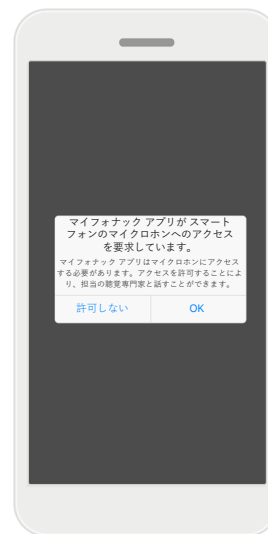 マイフォナック アプリが スマート
フォンのマイクロホンへのアクセス
を要求しています。
マイフォナック アプリはマイクロホンにアクセス
する必要があります。アクセスを許可することによ
り、担当の聴覚専門家と話すことができます。
許可しない OK